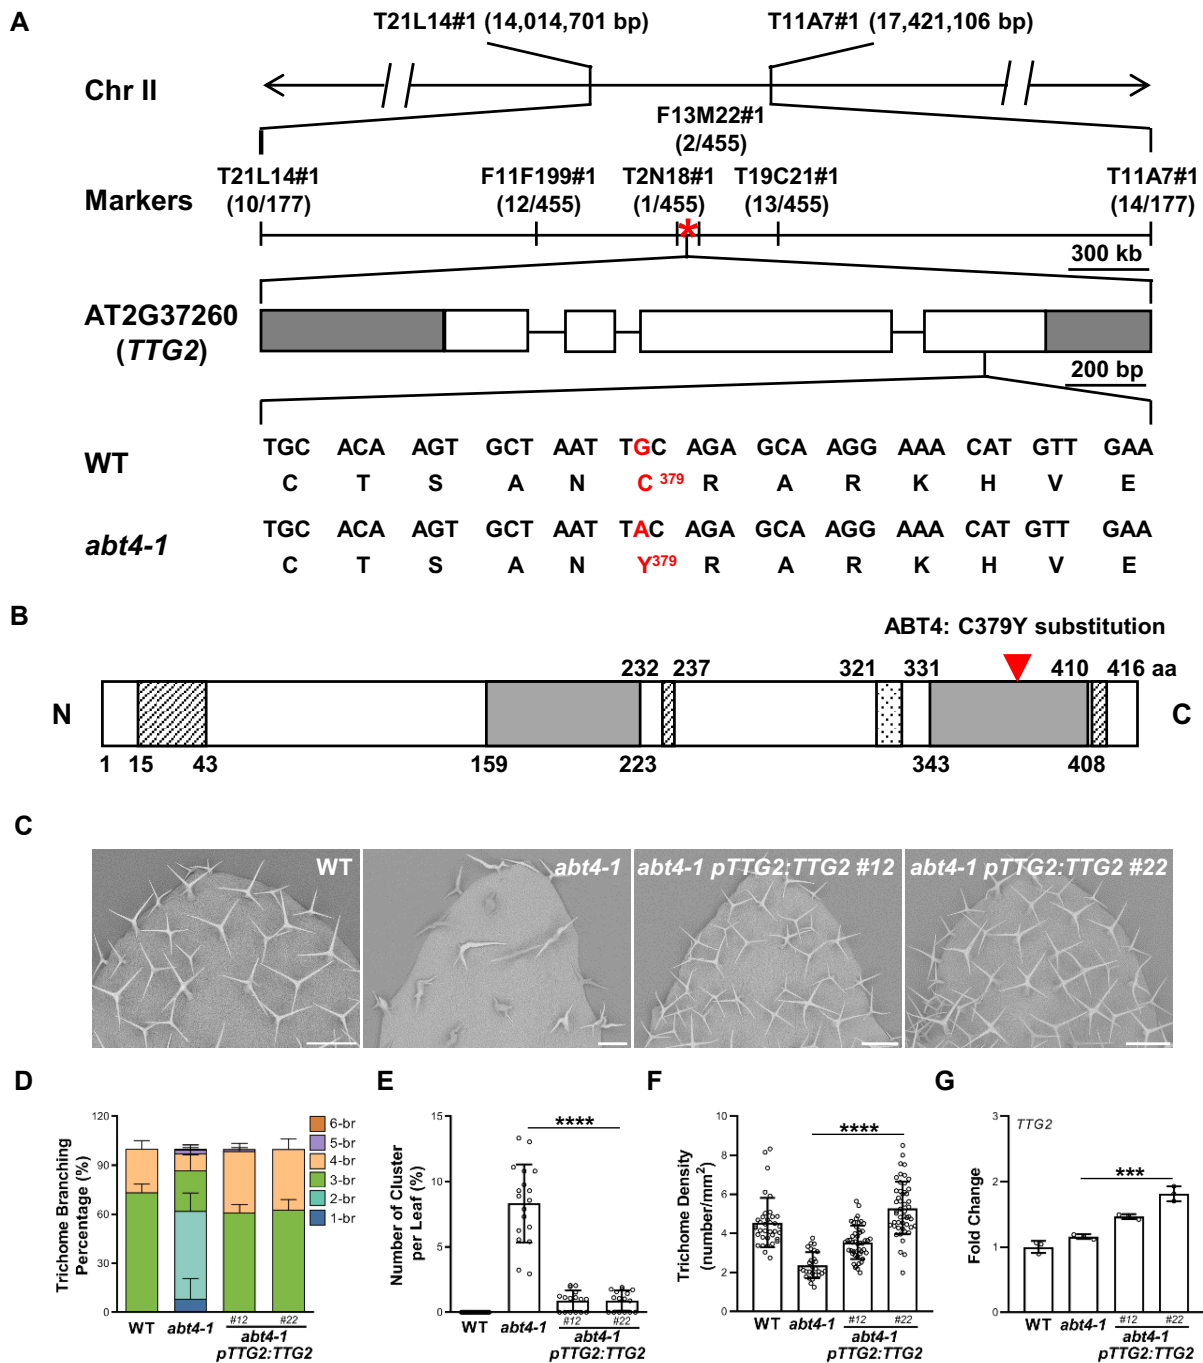 A
T21L14#1 (14,014,701 bp) T11A7#1 (17,421,106 bp)
Chr II
F13M22#1
(2/455)
T21L14#1 F11F199#1 T2N18#1 T19C21#1 T11A7#1
Markers (10/177) (12/455) (1/455) (13/455) (14/177)
*
300 kb
AT2G37260
(TTG2)
200 bp
WT TGC ACA AGT GCT AAT TGC AGA GCA AGG AAA CAT GTT GAA
C T S A N C 379 R A R K H V E
abt4-1 TGC ACA AGT GCT AAT TAC AGA GCA AGG AAA CAT GTT GAA
C T S A N Y379 R A R K H V E
B
ABT4: C379Y substitution
232 237 321 331 410 416 aa
N C
1 15 43 159 223 343 408
C
WT abt4-1 abt4-1 pTTG2:TTG2 #12 abt4-1 pTTG2:TTG2 #22
D
Trichome Branching
Percentage (%)
120
90
60
30
0
6-br
5-br
4-br
3-br
2-br
1-br
WT abt4-1 #12 #22
abt4-1
pTTG2:TTG2
E
Number of Cluster
per Leaf (%)
15
10
5
0
****
WT abt4-1 #12 #22
abt4-1
pTTG2:TTG2
F
Trichome Density
(number/mm2)
10
8
6
4
2
0
****
WT abt4-1 #12 #22
abt4-1
pTTG2:TTG2
G
Fold Change
3
2
1
0
TTG2
***
WT abt4-1 #12 #22
abt4-1
pTTG2:TTG2